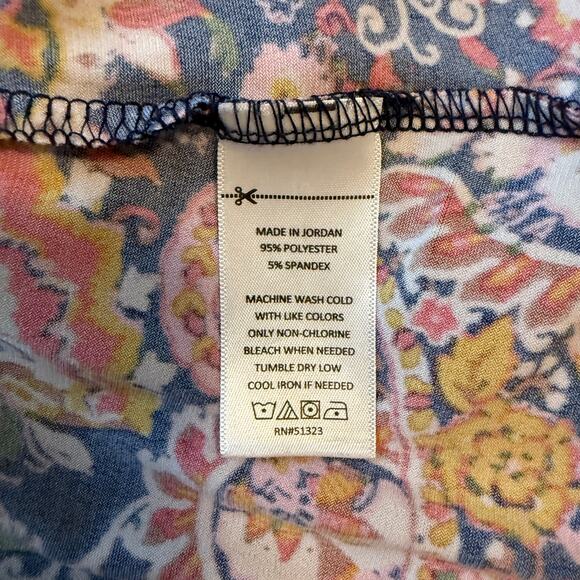 MADE IN JORDAN
95% POLYESTER
5% SPANDEX
MACHINE WASH COLD
WITH LIKE COLORS
ONLY NON-CHLORINE
BLEACH WHEN NEEDED
TUMBLE DRY LOW
COOL IRON IF NEEDED
RN#51323